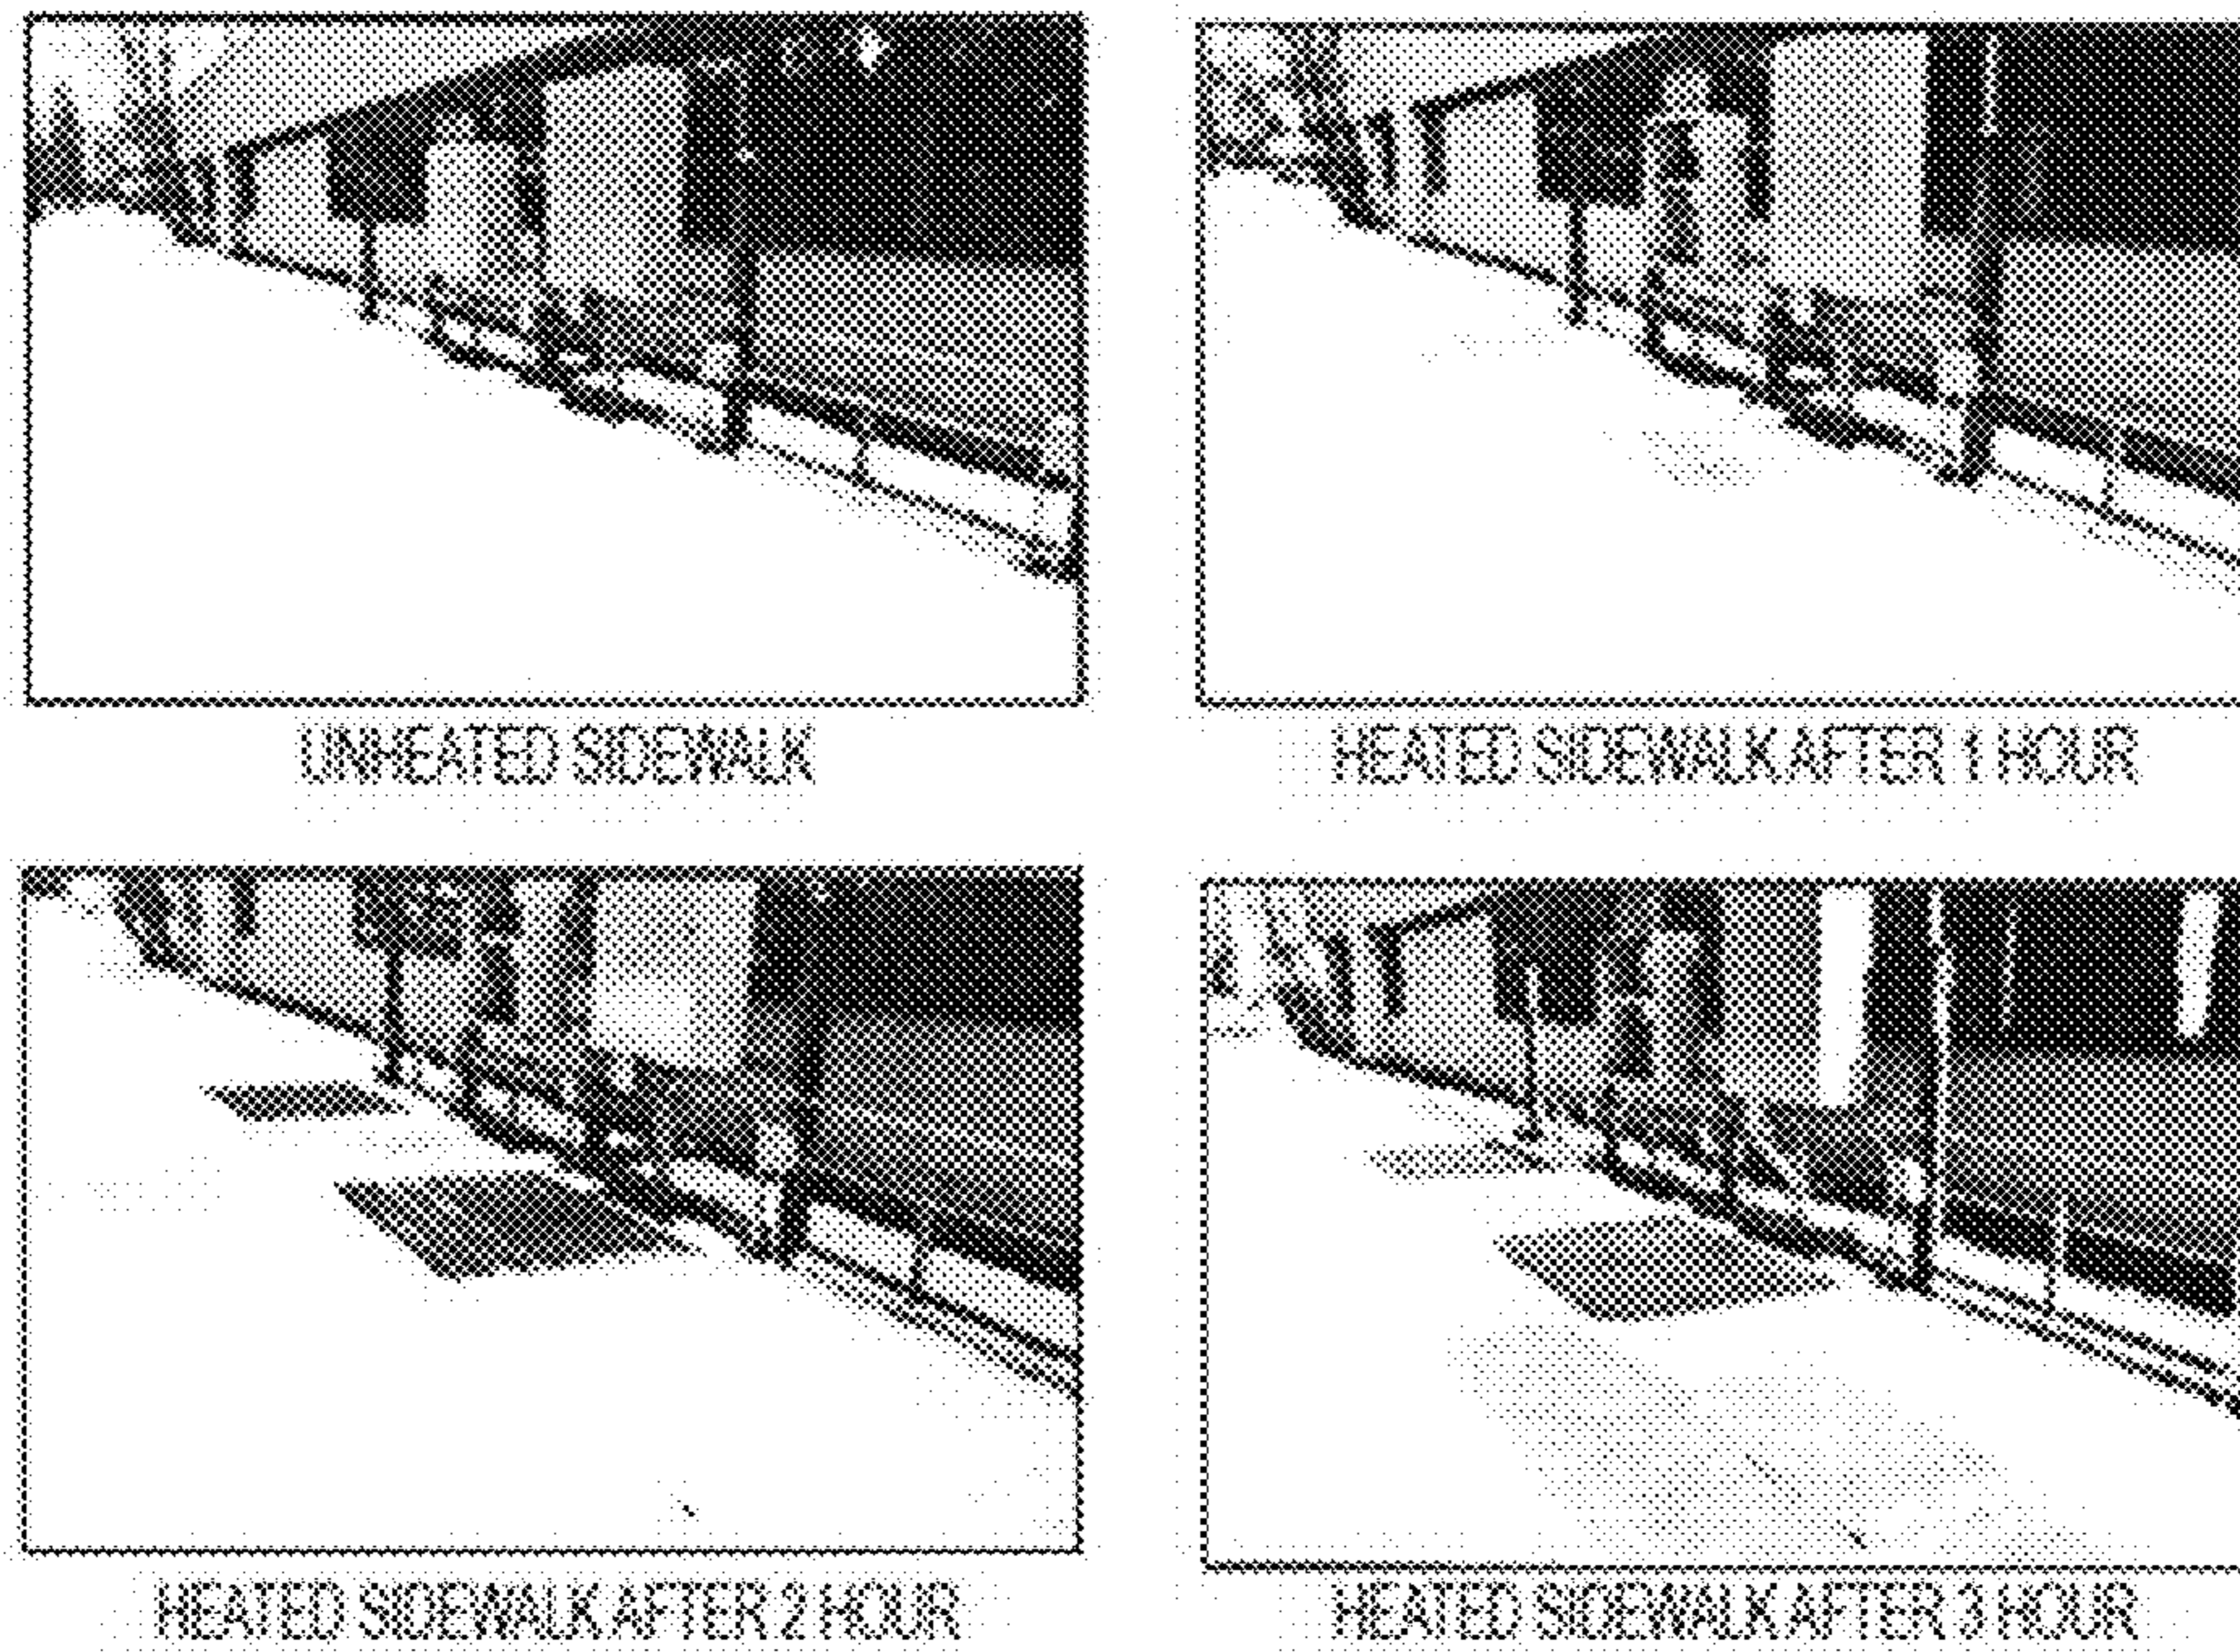 UNHEATED SIDEWALK
HEATED SIDEWALK AFTER 1 HOUR
HEATED SIDEWALK AFTER 2 HOUR
HEATED SIDEWALK AFTER 3 HOUR